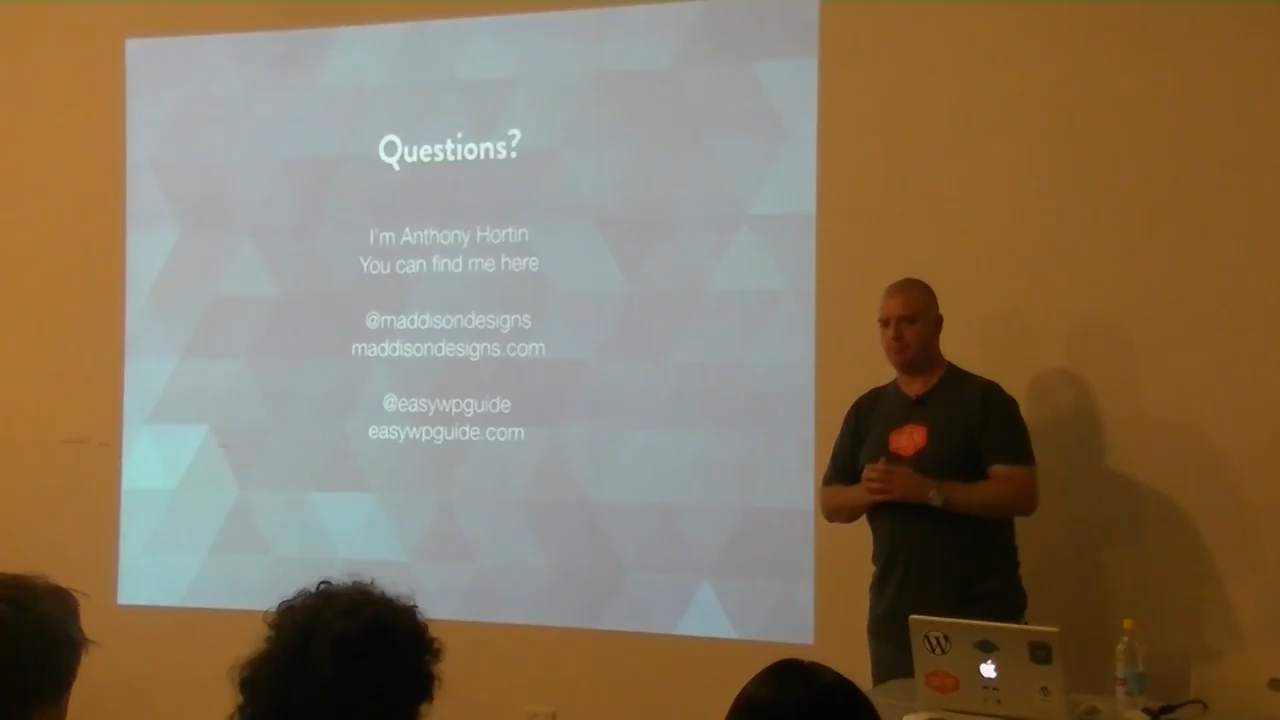 Questions?
I'm Anthony Hortin
You can find me here
@maddisondesigns
maddisondesigns.com
@easywpguide
easywpguide.com